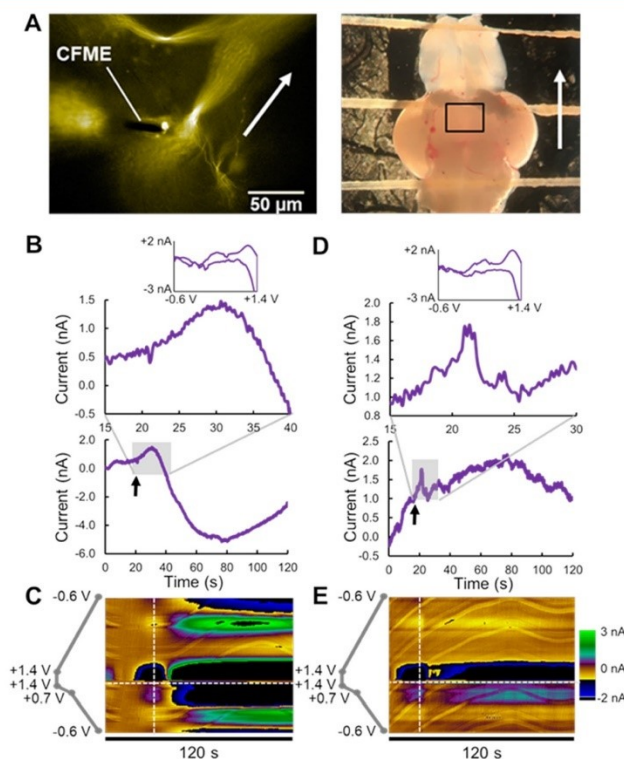 A
CFME
50 µm
B
+2 nA
-3 nA
-0.6 V
+1.4 V
Current (nA)
1.5
1.0
0.5
0.0
-0.5
15
20
25
30
35
40
Current (nA)
2.0
0.0
-2.0
-4.0
-6.0
0
20
40
60
80
100
120
Time (s)
D
+2 nA
-3 nA
-0.6 V
+1.4 V
Current (nA)
2.0
1.8
1.6
1.4
1.2
1.0
0.8
15
20
25
30
Current (nA)
2.5
2.0
1.5
1.0
0.5
0.0
-0.5
0
20
40
60
80
100
120
Time (s)
C
-0.6 V
+1.4 V
+1.4 V
+0.7 V
-0.6 V
120 s
E
-0.6 V
+1.4 V
+1.4 V
+0.7 V
-0.6 V
120 s
3 nA
0 nA
-2 nA